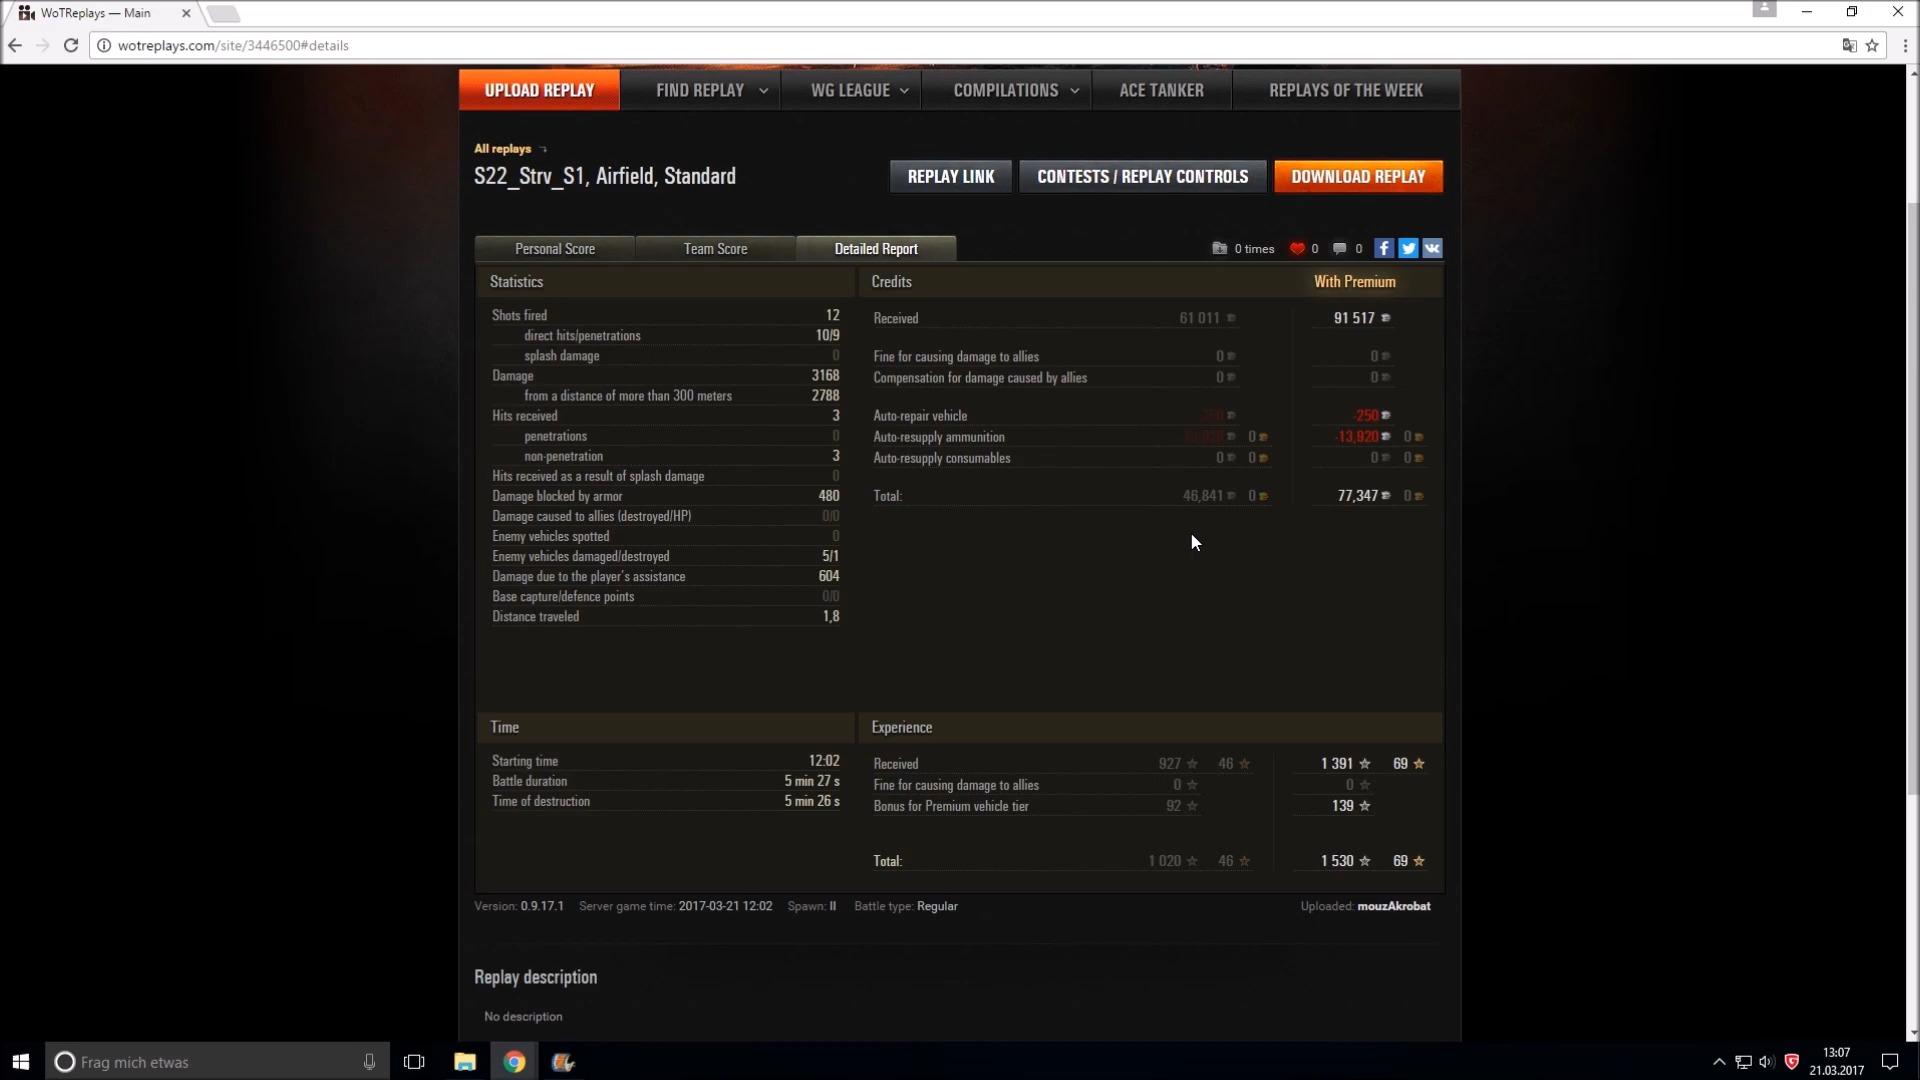 WoTReplays — Main
wotreplays.com/site/3446500#details
UPLOAD REPLAY FIND REPLAY WG LEAGUE COMPILATIONS ACE TANKER REPLAYS OF THE WEEK
All replays
S22_Strv_S1, Airfield, Standard
REPLAY LINK CONTESTS / REPLAY CONTROLS DOWNLOAD REPLAY
Personal Score Team Score Detailed Report 0 times 0 0
Statistics Credits With Premium
Shots fired 12
Received 61 011 91 517
direct hits/penetrations 10/9
splash damage 0
Fine for causing damage to allies 0 0
Damage 3168
Compensation for damage caused by allies 0 0
from a distance of more than 300 meters 2788
Hits received 3
Auto-repair vehicle -250
penetrations 0
Auto-resupply ammunition 0 -13,920 0
non-penetration 3
Auto-resupply consumables 0 0 0 0
Hits received as a result of splash damage 0
Damage blocked by armor 480
Total: 46,841 0 77,347 0
Damage caused to allies (destroyed/HP) 0/0
Enemy vehicles spotted 0
Enemy vehicles damaged/destroyed 5/1
Damage due to the player's assistance 604
Base capture/defence points 0/0
Distance traveled 1,8
Time Experience
Starting time 12:02
Received 927 46 1 391 69
Battle duration 5 min 27 s
Fine for causing damage to allies 0 0
Time of destruction 5 min 26 s
Bonus for Premium vehicle tier 92 139
Total: 1 020 46 1 530 69
Version: 0.9.17.1 Server game time: 2017-03-21 12:02 Spawn: II Battle type: Regular Uploaded: mouzAkrobat
Replay description
No description
Frag mich etwas
13:07
21.03.2017